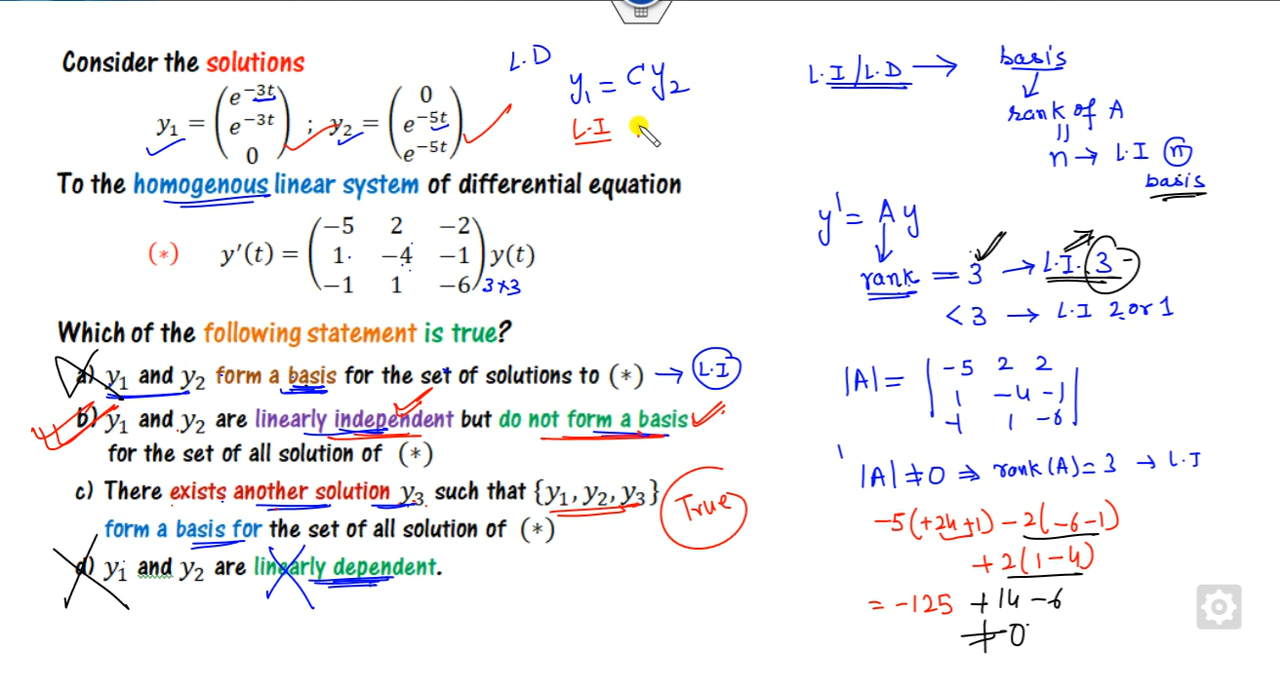 Consider the solutions
L.D
y₁ = (e^{-3t}, e^{-3t}, 0) ; y₂ = (0, e^{-5t}, e^{-5t})
y₁ = C y₂
L.I
To the homogenous linear system of differential equation
(*) y′(t) = (−5 2 −2
1 −4 −1
−1 1 −6) y(t)
3×3
Which of the following statement is true?
a) y₁ and y₂ form a basis for the set of solutions to (*) → L.I
b) y₁ and y₂ are linearly independent but do not form a basis
for the set of all solution of (*)
c) There exists another solution y₃ such that {y₁, y₂, y₃}
form a basis for the set of all solution of (*)
True
d) y₁ and y₂ are linearly dependent.
L.I/L.D → basis
↓
rank of A
||
n → L.I n
basis
y' = Ay
↓
rank = 3 → L.I. 3
< 3 → L.I 2 or 1
|A| = | −5 2 2
1 −4 −1
−1 1 −6 |
|A| ≠ 0 ⇒ rank(A) = 3 → L.I
−5(+24+1) −2(−6−1)
+2(1−4)
= −125 +14 −6
≠ 0